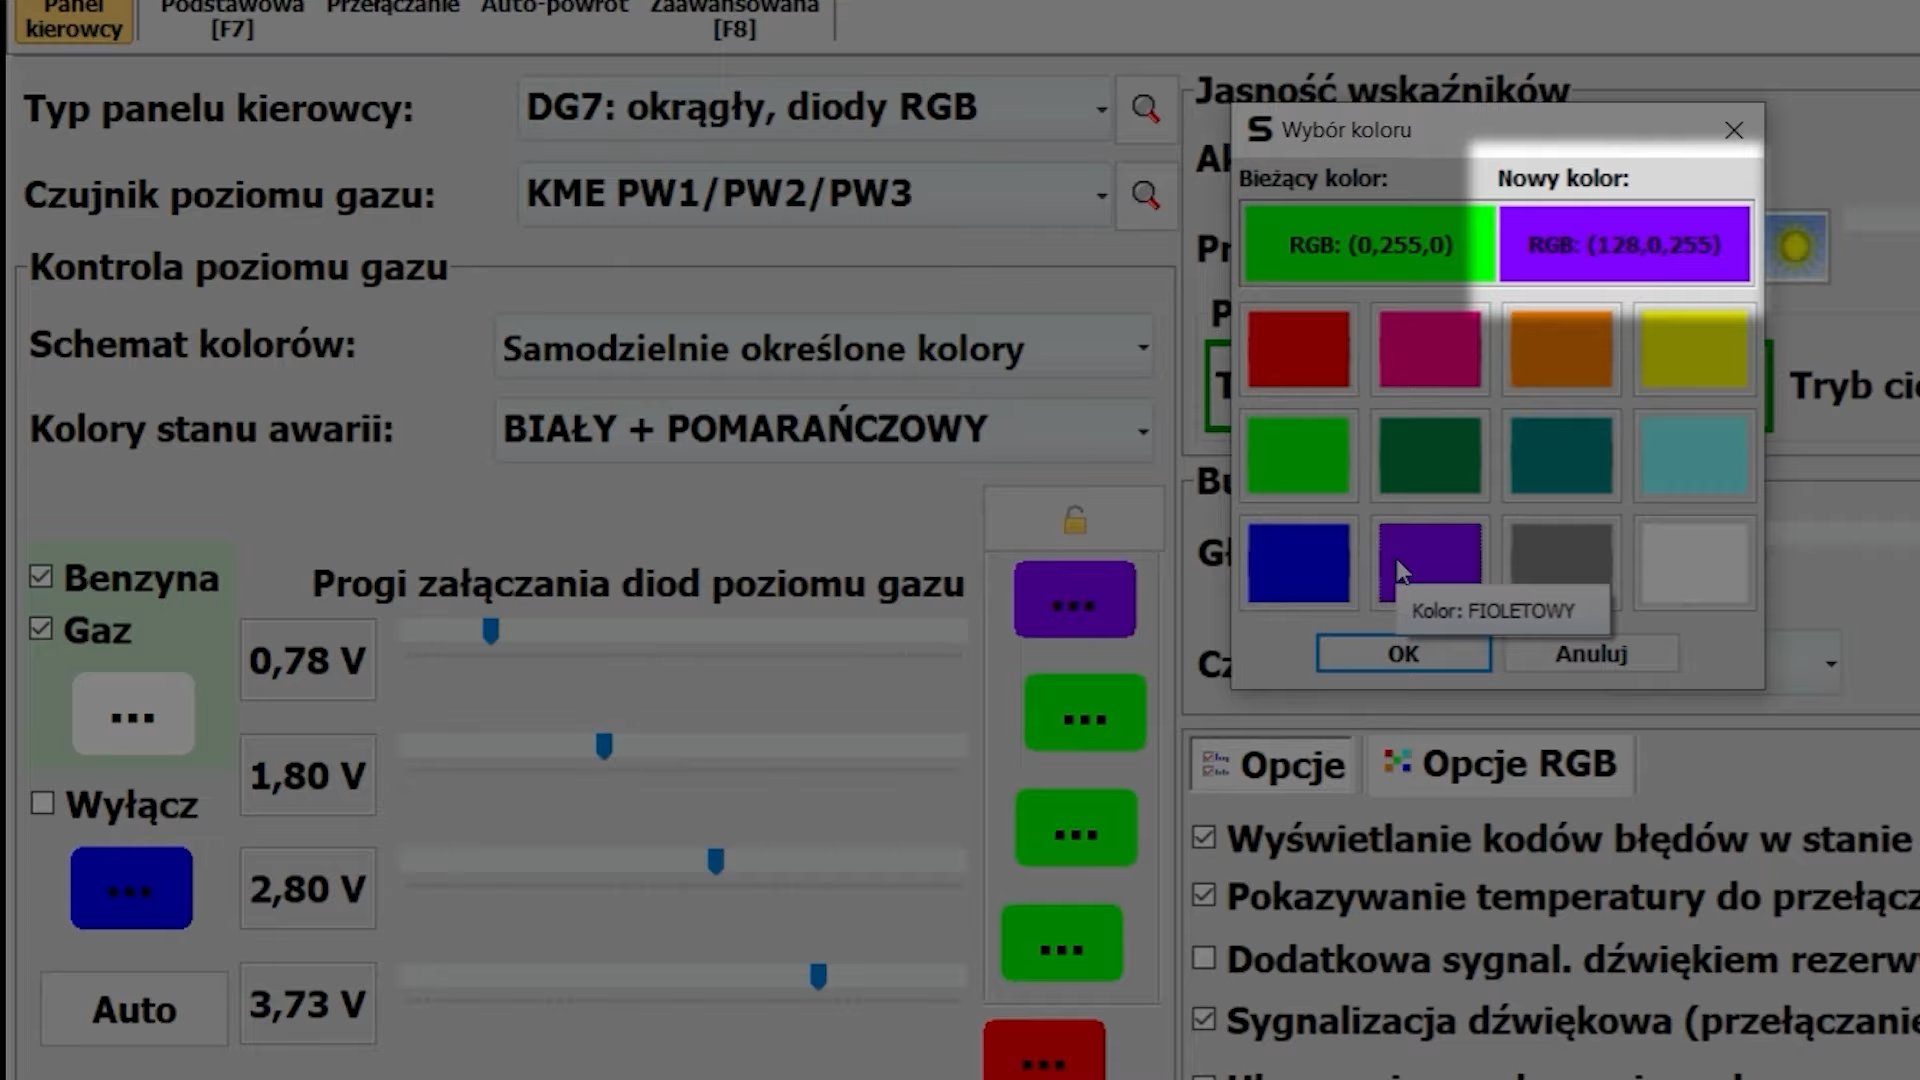 Panel
kierowcy
Podstawowa
[F7]
Przełączanie
Auto-powrót
Zaawansowana
[F8]
Typ panelu kierowcy:
DG7: okrągły, diody RGB
Czujnik poziomu gazu:
KME PW1/PW2/PW3
Kontrola poziomu gazu
Schemat kolorów:
Samodzielnie określone kolory
Kolory stanu awarii:
BIAŁY + POMARAŃCZOWY
Benzyna
Gaz
...
Wyłącz
...
Auto
Progi załączania diod poziomu gazu
0,78 V
1,80 V
2,80 V
3,73 V
...
...
...
...
...
Jasność wskaźników
S Wybór koloru
Bieżący kolor:
Nowy kolor:
RGB: (0,255,0)
RGB: (128,0,255)
Kolor: FIOLETOWY
OK
Anuluj
Tryb cie
Opcje
Opcje RGB
Wyświetlanie kodów błędów w stanie
Pokazywanie temperatury do przełącz
Dodatkowa sygnal. dźwiękiem rezerw
Sygnalizacja dźwiękowa (przełączanie